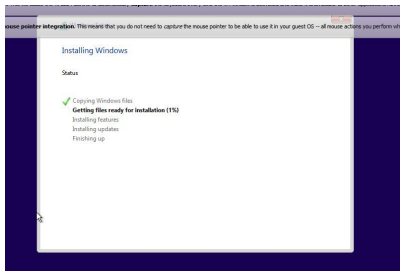 mouse pointer integration. This means that you do not need to capture the mouse pointer to be able to use it in your guest OS -- all mouse actions you perform wh
Installing Windows
Status
Copying Windows files
Getting files ready for installation (1%)
Installing features
Installing updates
Finishing up